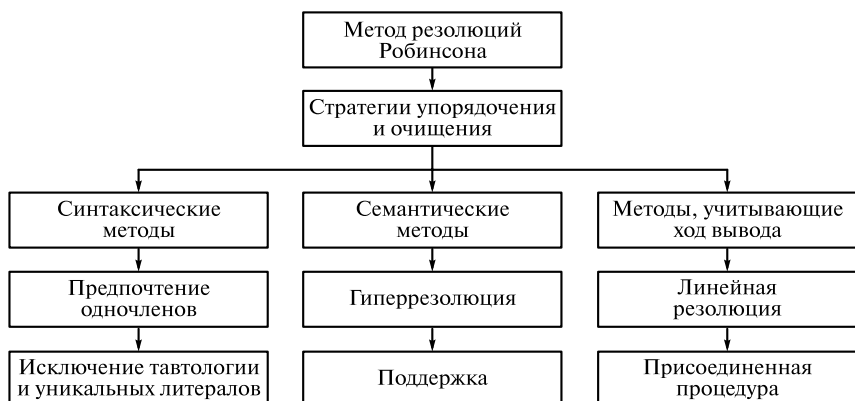 Метод резолюций
Робинсона
Стратегии упорядочения
и очищения
Синтаксические
методы
Семантические
методы
Методы, учитывающие
ход вывода
Предпочтение
одночленов
Гиперрезолюция
Линейная
резолюция
Исключение тавтологии
и уникальных литералов
Поддержка
Присоединенная
процедура